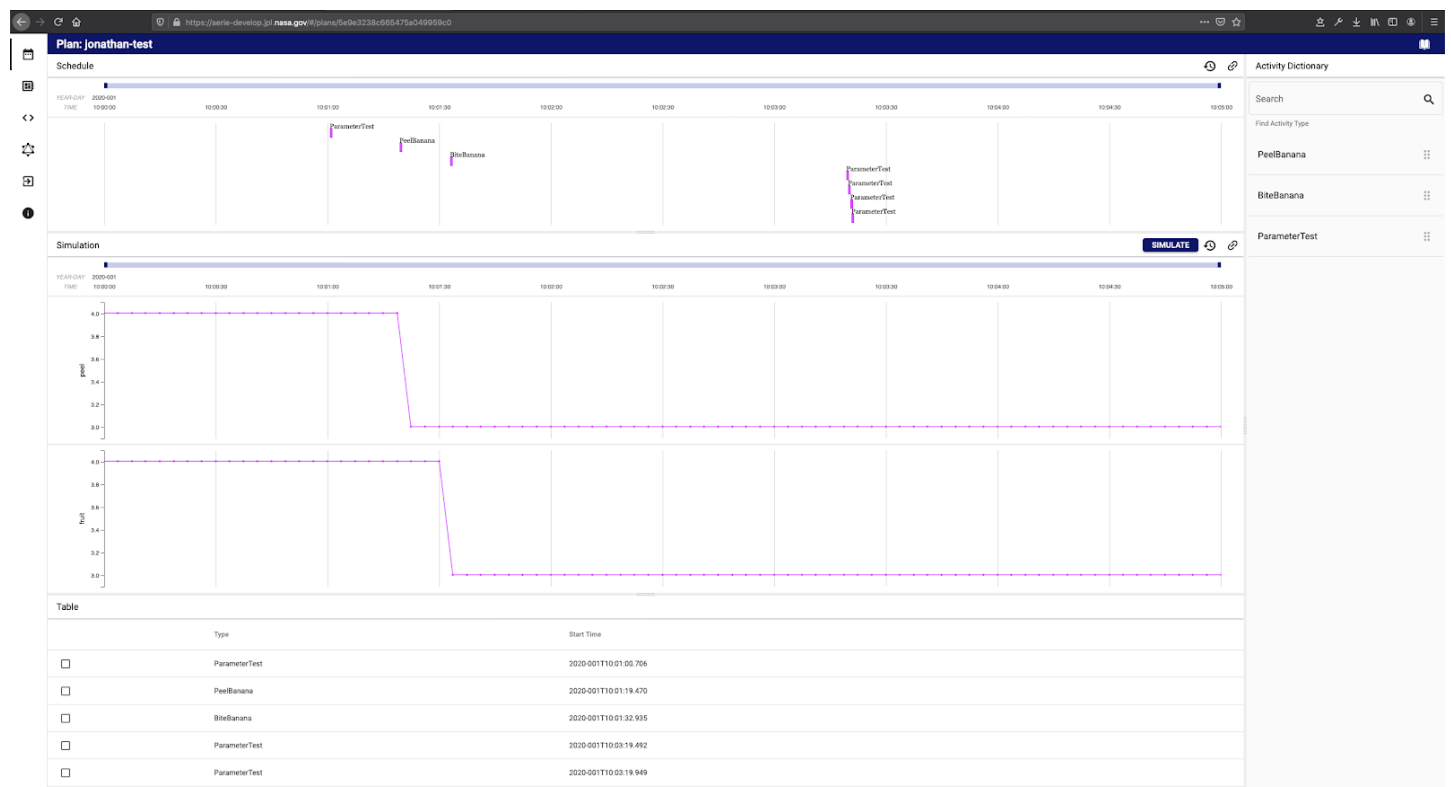 https://aerie-develop.jpl.nasa.gov/#/plans/5e9e3238c665475a049959c0
Plan: jonathan-test
Schedule
YEAR-DAY 2020-001
TIME 10:00:00 10:00:30 10:01:00 10:01:30 10:02:00 10:02:30 10:03:00 10:03:30 10:04:00 10:04:30 10:05:00
ParameterTest
PeelBanana
BiteBanana
ParameterTest
ParameterTest
ParameterTest
ParameterTest
Simulation SIMULATE
YEAR-DAY 2020-001
TIME 10:00:00 10:00:30 10:01:00 10:01:30 10:02:00 10:02:30 10:03:00 10:03:30 10:04:00 10:04:30 10:05:00
peel
4.0
3.8
3.6
3.4
3.2
3.0
fruit
4.0
3.8
3.6
3.4
3.2
3.0
Table
Type Start Time
ParameterTest 2020-001T10:01:00.706
PeelBanana 2020-001T10:01:19.470
BiteBanana 2020-001T10:01:32.935
ParameterTest 2020-001T10:03:19.492
ParameterTest 2020-001T10:03:19.949
Activity Dictionary
Search
Find Activity Type
PeelBanana
BiteBanana
ParameterTest